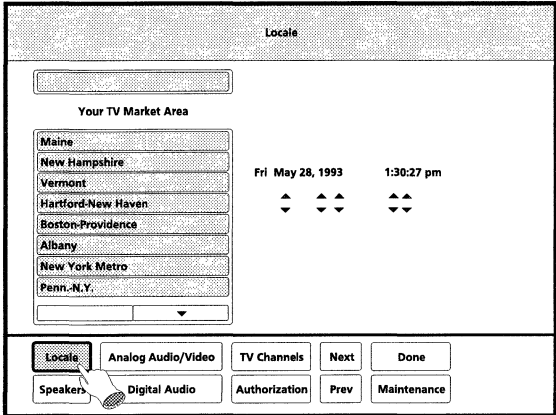 Locale
Your TV Market Area
Maine
New Hampshire
Vermont
Hartford-New Haven
Boston-Providence
Albany
New York Metro
Penn.-N.Y.
Fri May 28, 1993 1:30:27 pm
Locale Analog Audio/Video TV Channels Next Done
Speakers Digital Audio Authorization Prev Maintenance